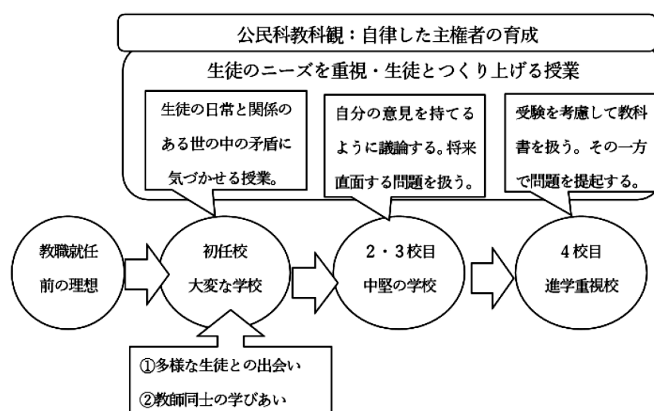 公民科教科観：自律した主権者の育成
生徒のニーズを重視・生徒とつくり上げる授業
生徒の日常と関係の
ある世の中の矛盾に
気づかせる授業。
自分の意見を持てる
ように議論する。将来
直面する問題を扱う。
受験を考慮して教科
書を扱う。その一方
で問題を提起する。
教職就任
前の理想
初任校
大変な学校
２・３校目
中堅の学校
４校目
進学重視校
①多様な生徒との出会い
②教師同士の学びあい